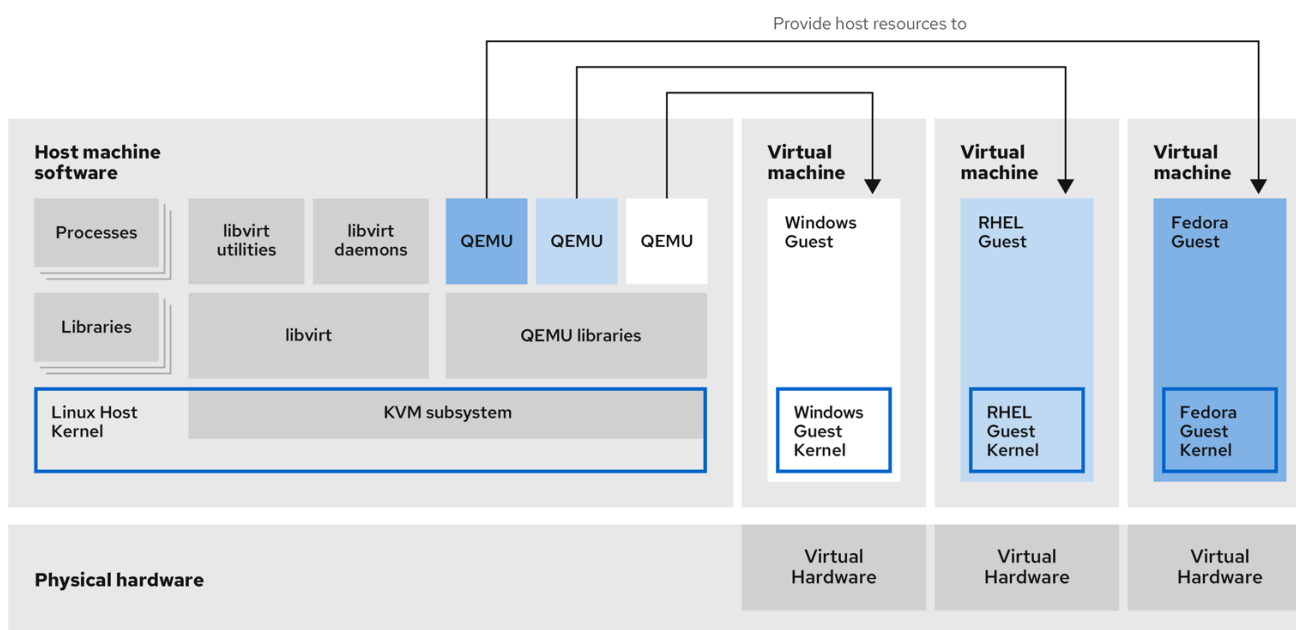 Provide host resources to
Host machine
software
Processes
libvirt
utilities
libvirt
daemons
QEMU
QEMU
QEMU
Libraries
libvirt
QEMU libraries
Linux Host
Kernel
KVM subsystem
Virtual
machine
Windows
Guest
Windows
Guest
Kernel
Virtual
machine
RHEL
Guest
RHEL
Guest
Kernel
Virtual
machine
Fedora
Guest
Fedora
Guest
Kernel
Physical hardware
Virtual
Hardware
Virtual
Hardware
Virtual
Hardware